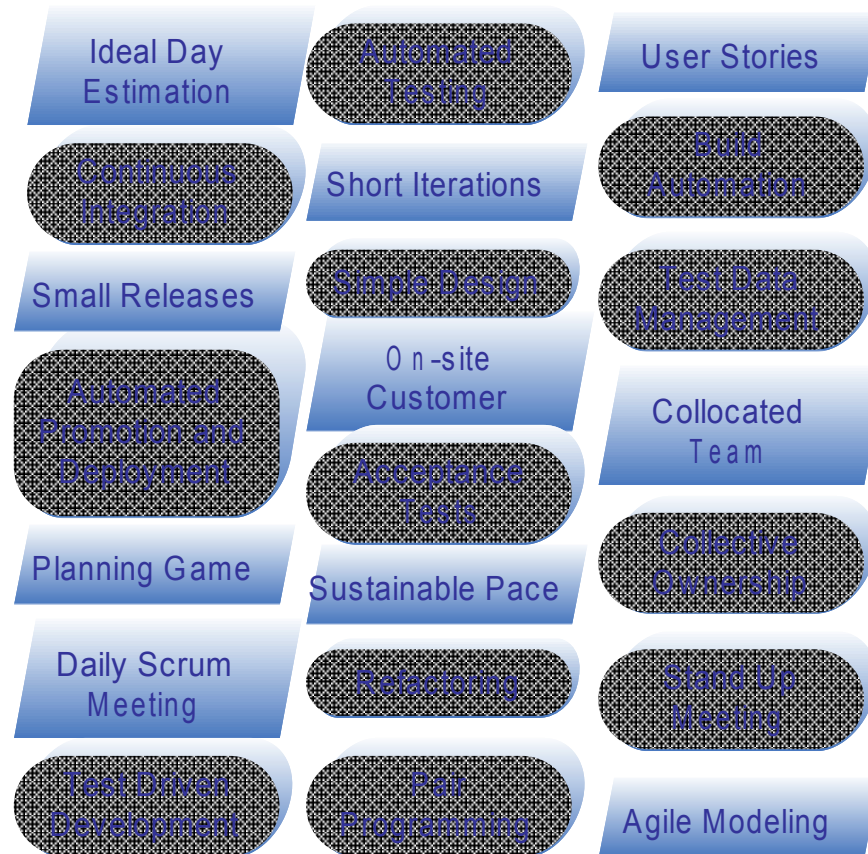 Ideal Day
Estimation
Continuous
Integration
Small Releases
Automated
Promotion and
Deployment
Planning Game
Daily Scrum
Meeting
Test Driven
Development
Automated
Testing
Short Iterations
Simple Design
On-site
Customer
Acceptance
Tests
Sustainable Pace
Refactoring
Pair
Programming
User Stories
Build
Automation
Test Data
Management
Collocated
Team
Collective
Ownership
Stand Up
Meeting
Agile Modeling